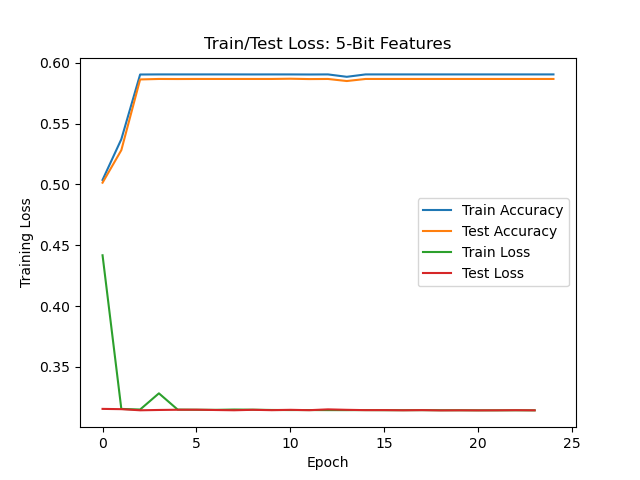 Train/Test Loss: 5-Bit Features
Training Loss
0.60
0.55
0.50
0.45
0.40
0.35
Train Accuracy
Test Accuracy
Train Loss
Test Loss
0 5 10 15 20 25
Epoch